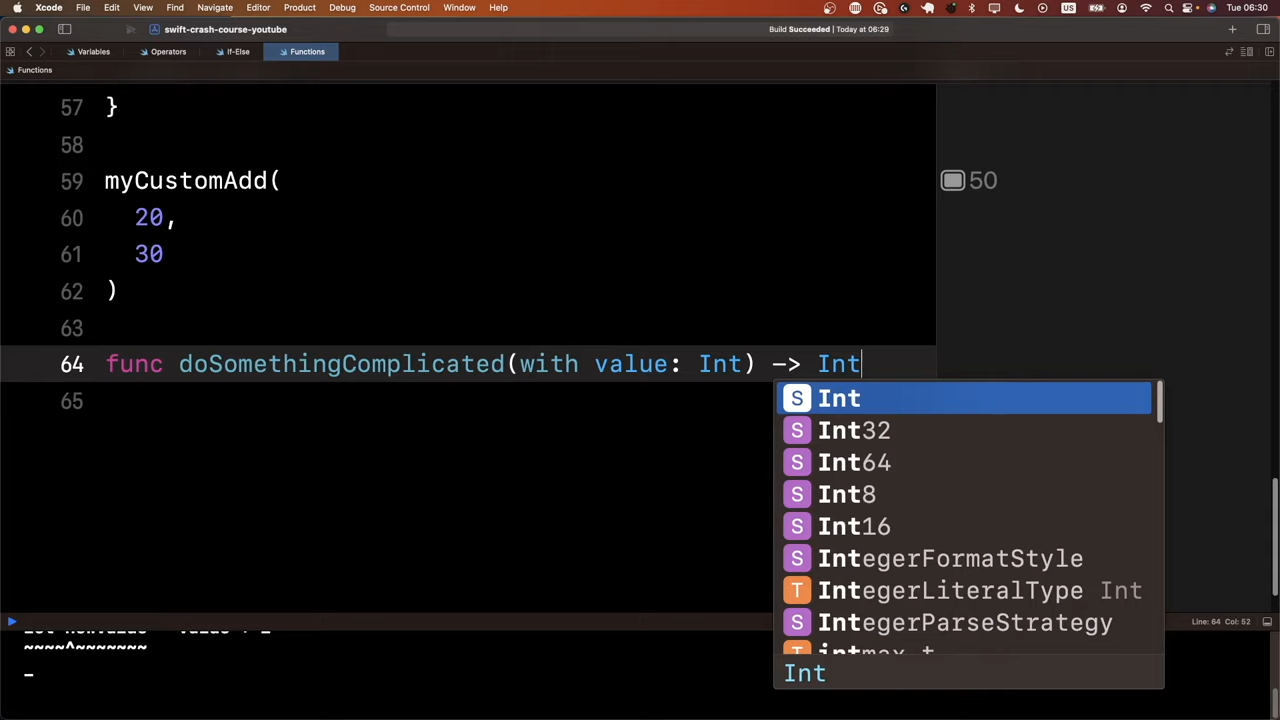 Xcode File Edit View Find Navigate Editor Product Debug Source Control Window Help Tue 06:30
US
swift-crash-course-youtube Build Succeeded | Today at 06:29
Variables Operators If-Else Functions
Functions
57 }
58
59 myCustomAdd( 50
60 20,
61 30
62 )
63
64 func doSomethingComplicated(with value: Int) -> Int
65
S Int
S Int32
S Int64
S Int8
S Int16
S IntegerFormatStyle
T IntegerLiteralType Int
S IntegerParseStrategy
T intmax_t
Int
Line: 64 Col: 52
~~~~^~~~~~~~